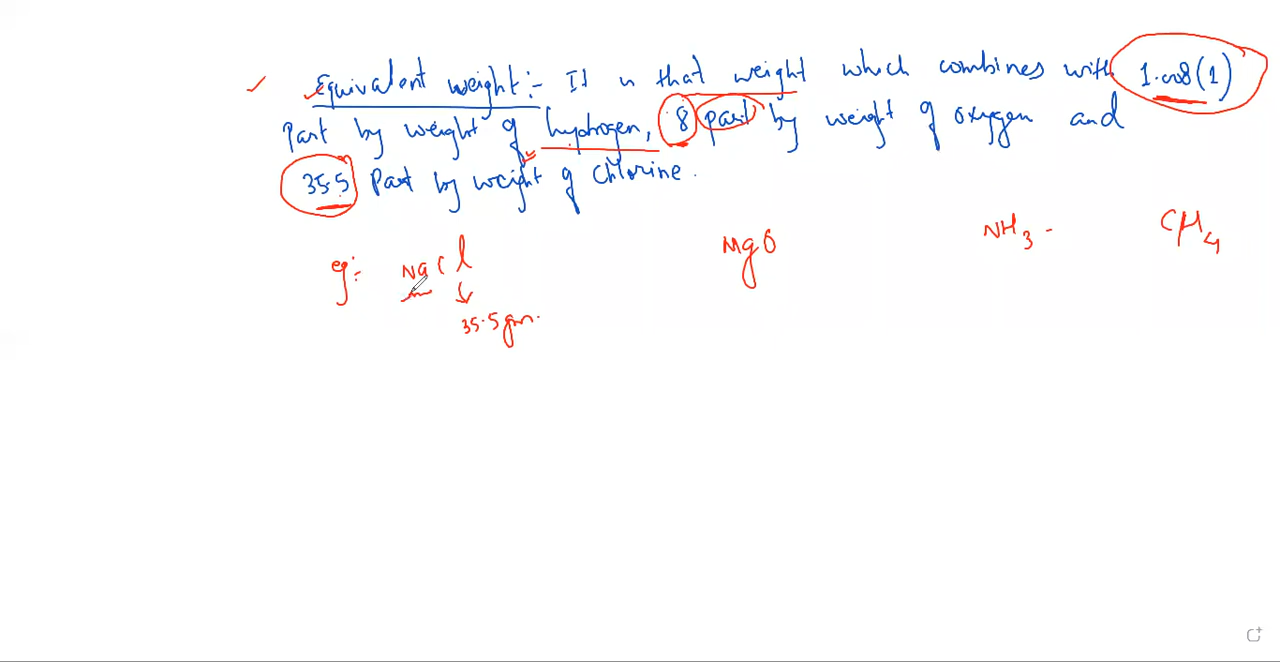 Equivalent weight :- It is that weight which combines with 1.008 (1)
Part by weight of hydrogen, 8 part by weight of oxygen and
35.5 Part by weight of Chlorine.
eg:- NaCl MgO NH3 - CH4
35.5 gm.